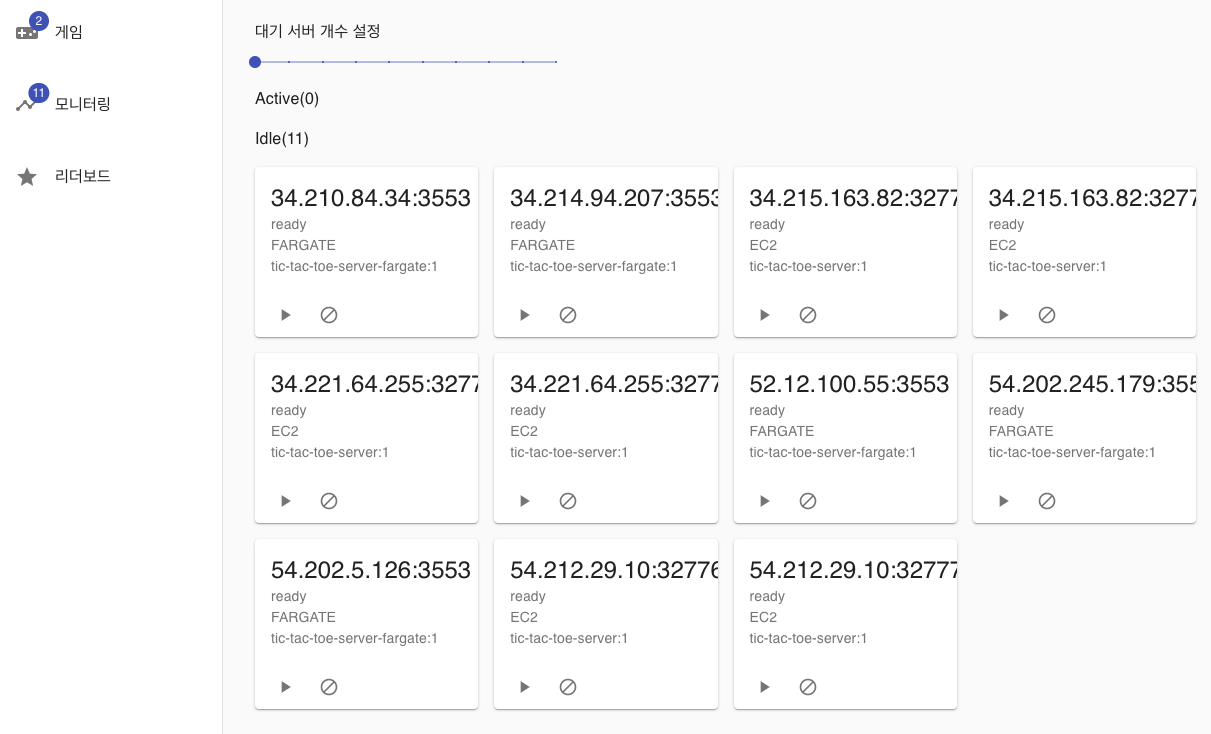 2
게임
11
모니터링
리더보드
대기 서버 개수 설정
Active(0)
Idle(11)
34.210.84.34:3553
ready
FARGATE
tic-tac-toe-server-fargate:1
34.214.94.207:3553
ready
FARGATE
tic-tac-toe-server-fargate:1
34.215.163.82:3277
ready
EC2
tic-tac-toe-server:1
34.215.163.82:3277
ready
EC2
tic-tac-toe-server:1
34.221.64.255:3277
ready
EC2
tic-tac-toe-server:1
34.221.64.255:3277
ready
EC2
tic-tac-toe-server:1
52.12.100.55:3553
ready
FARGATE
tic-tac-toe-server-fargate:1
54.202.245.179:355
ready
FARGATE
tic-tac-toe-server-fargate:1
54.202.5.126:3553
ready
FARGATE
tic-tac-toe-server-fargate:1
54.212.29.10:32776
ready
EC2
tic-tac-toe-server:1
54.212.29.10:32777
ready
EC2
tic-tac-toe-server:1